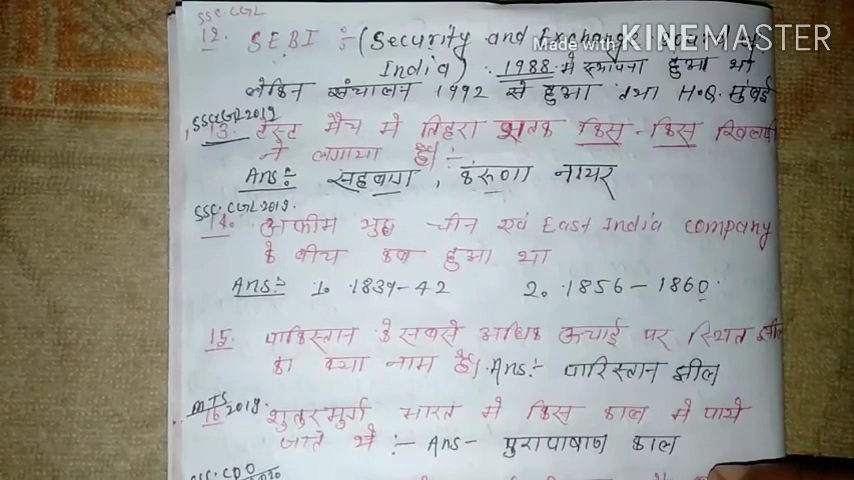 SSC.CGL
12. SEBI :- (Security and Exchange
India) . 1988 में स्थापना हुआ था
लेकिन संचालन 1992 से हुआ तथा H.Q. मुंबई
SSC CGL 2019
13. टेस्ट मैच मे तिहरा शतक किस-किस
ने लगाया है।:-
Ans:- सहवाग, करूणा नायर
SSC. CGL 2019.
14. अफीम युद्ध चीन एवं East India Company
के बीच कब हुआ था
Ans:- 1. 1839-42 2. 1856-1860
15. पाकिस्तान के सबसे अधिक ऊचाई पर स्थित झील
का क्या नाम है। Ans:- पारिस्तान झील
MTS 2019
16. शुतुरमुर्ग भारत मे किस काल मे पाये
जाते थे :- Ans- पुरापाषाण काल
Made with KINEMASTER